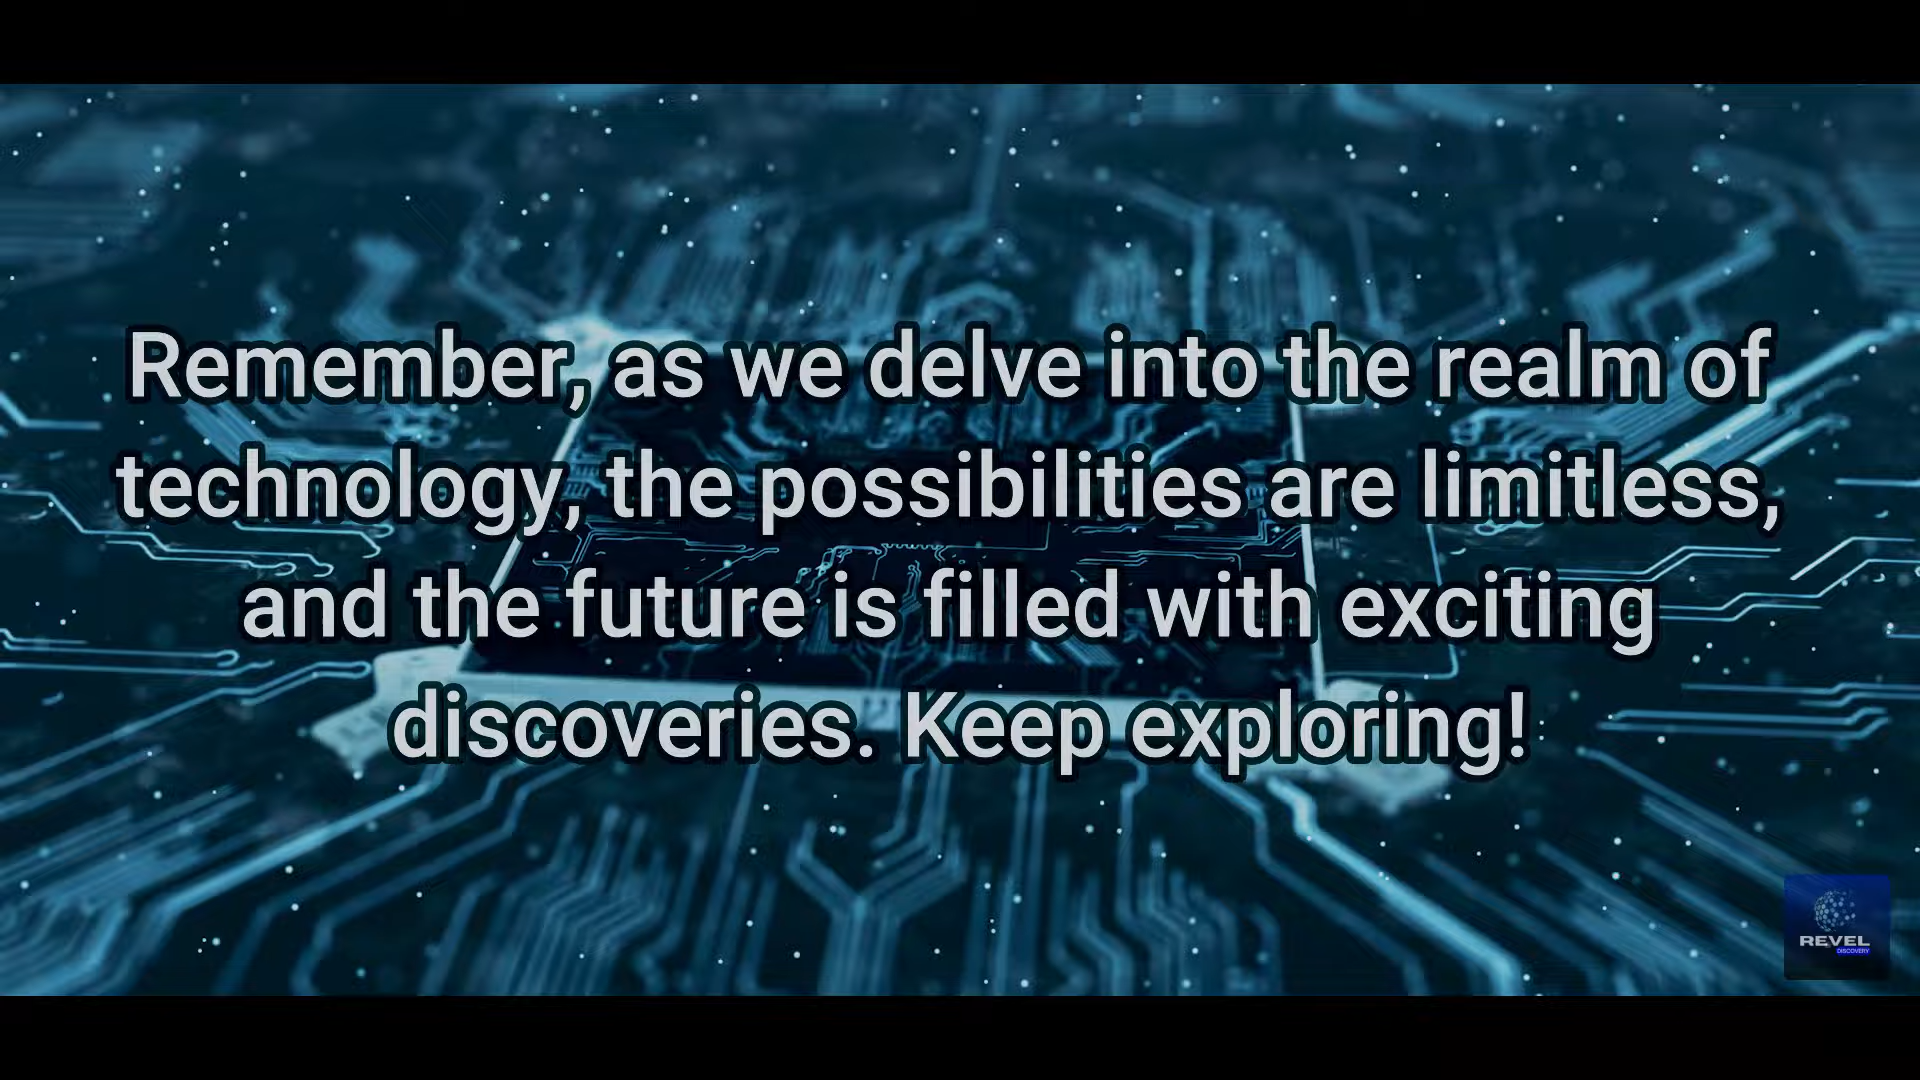 Remember, as we delve into the realm of
technology, the possibilities are limitless,
and the future is filled with exciting
discoveries. Keep exploring!
REVEL
DISCOVERY